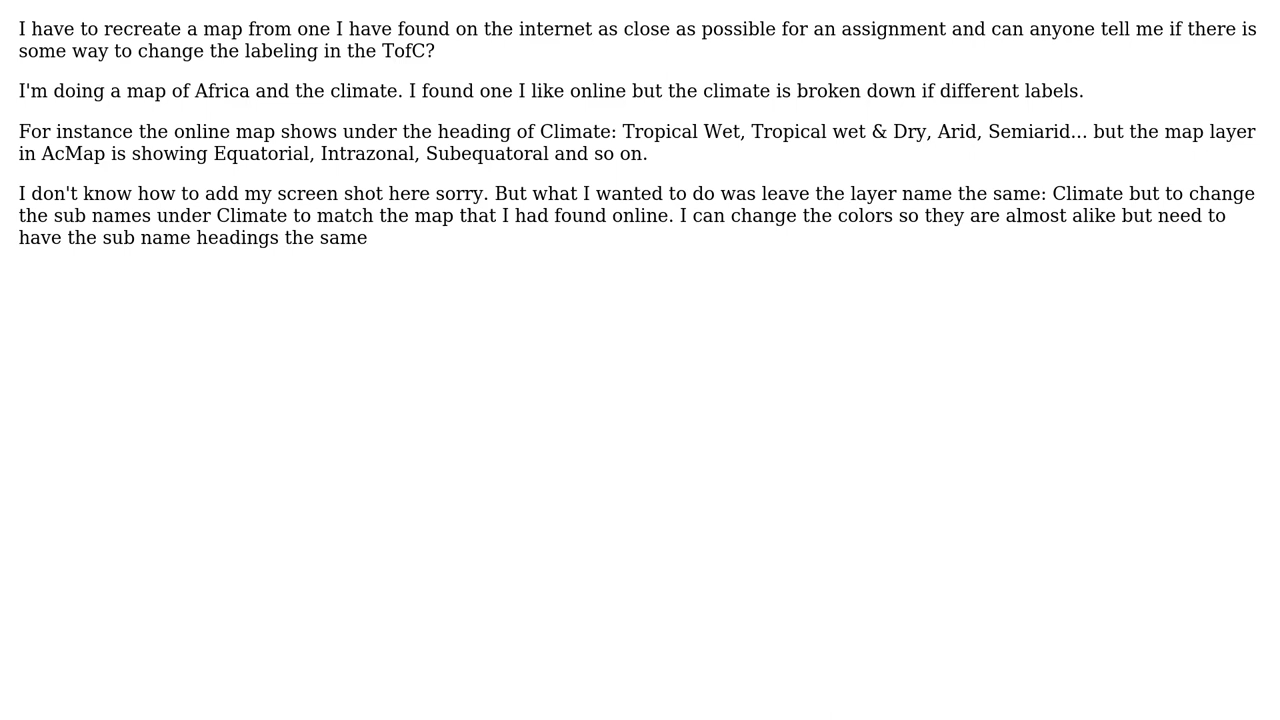 I have to recreate a map from one I have found on the internet as close as possible for an assignment and can anyone tell me if there is
some way to change the labeling in the TofC?
I'm doing a map of Africa and the climate. I found one I like online but the climate is broken down if different labels.
For instance the online map shows under the heading of Climate: Tropical Wet, Tropical wet & Dry, Arid, Semiarid... but the map layer
in AcMap is showing Equatorial, Intrazonal, Subequatoral and so on.
I don't know how to add my screen shot here sorry. But what I wanted to do was leave the layer name the same: Climate but to change
the sub names under Climate to match the map that I had found online. I can change the colors so they are almost alike but need to
have the sub name headings the same